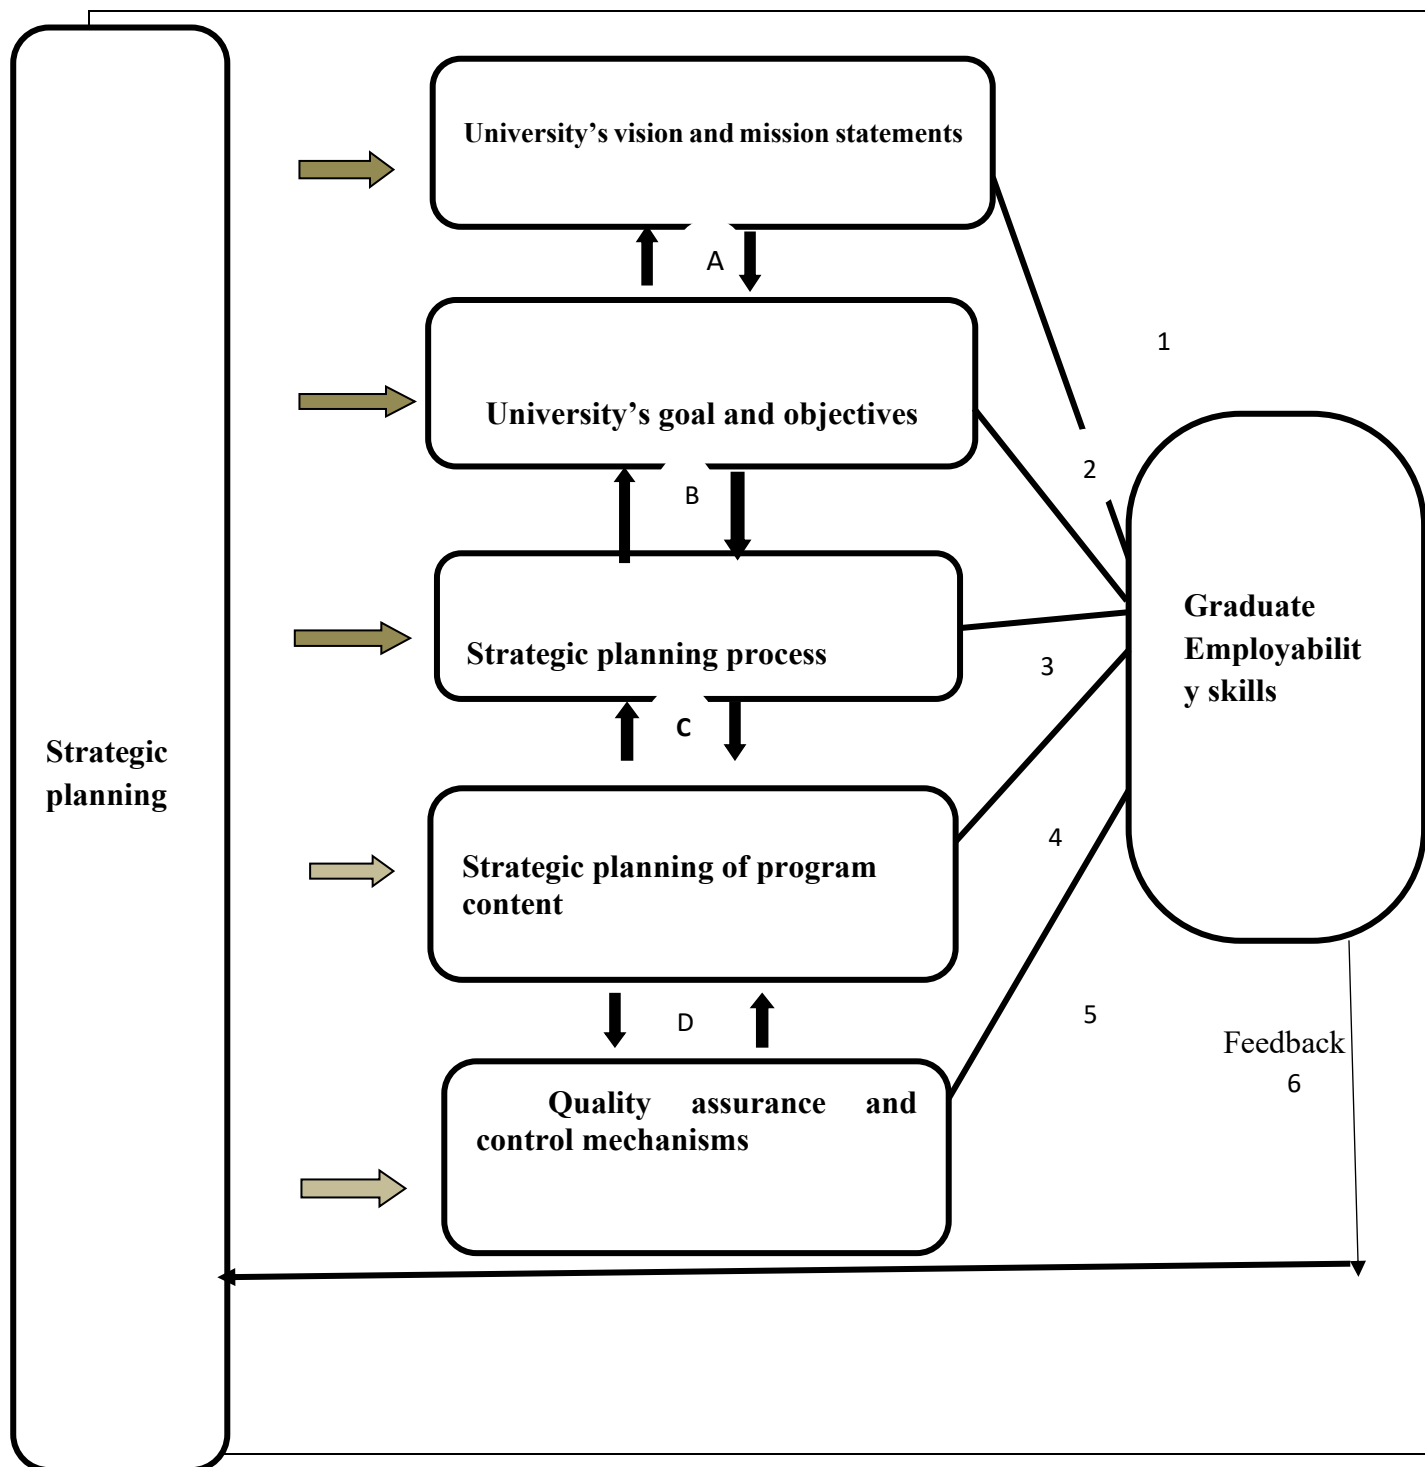 University’s vision and mission statements
A
1
University’s goal and objectives
2
B
Graduate
Employabilit
y skills
Strategic planning process
3
C
Strategic
planning
4
Strategic planning of program
content
5
D
Feedback
6
Quality assurance and
control mechanisms